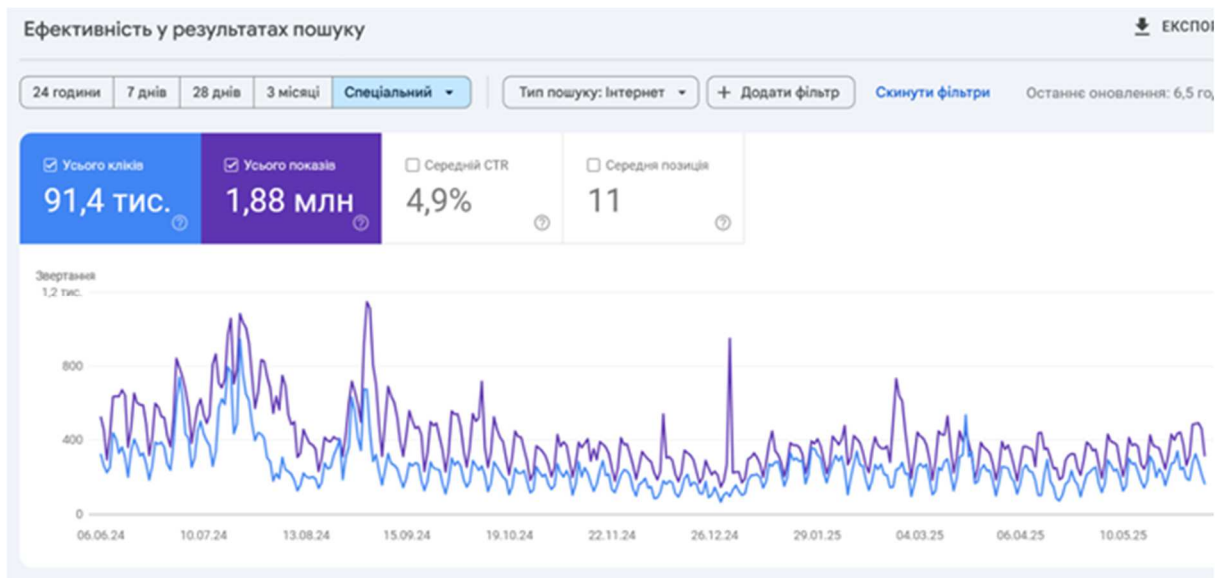 Ефективність у результатах пошуку
ЕКСПО
24 години 7 днів 28 днів 3 місяці Спеціальний Тип пошуку: Інтернет + Додати фільтр Скинути фільтри Останнє оновлення: 6,5 го
Усього кліків Усього показів Середній CTR Середня позиція
91,4 тис. 1,88 млн 4,9% 11
Звертання
1,2 тис.
800
400
0
06.06.24 10.07.24 13.08.24 15.09.24 19.10.24 22.11.24 26.12.24 29.01.25 04.03.25 06.04.25 10.05.25